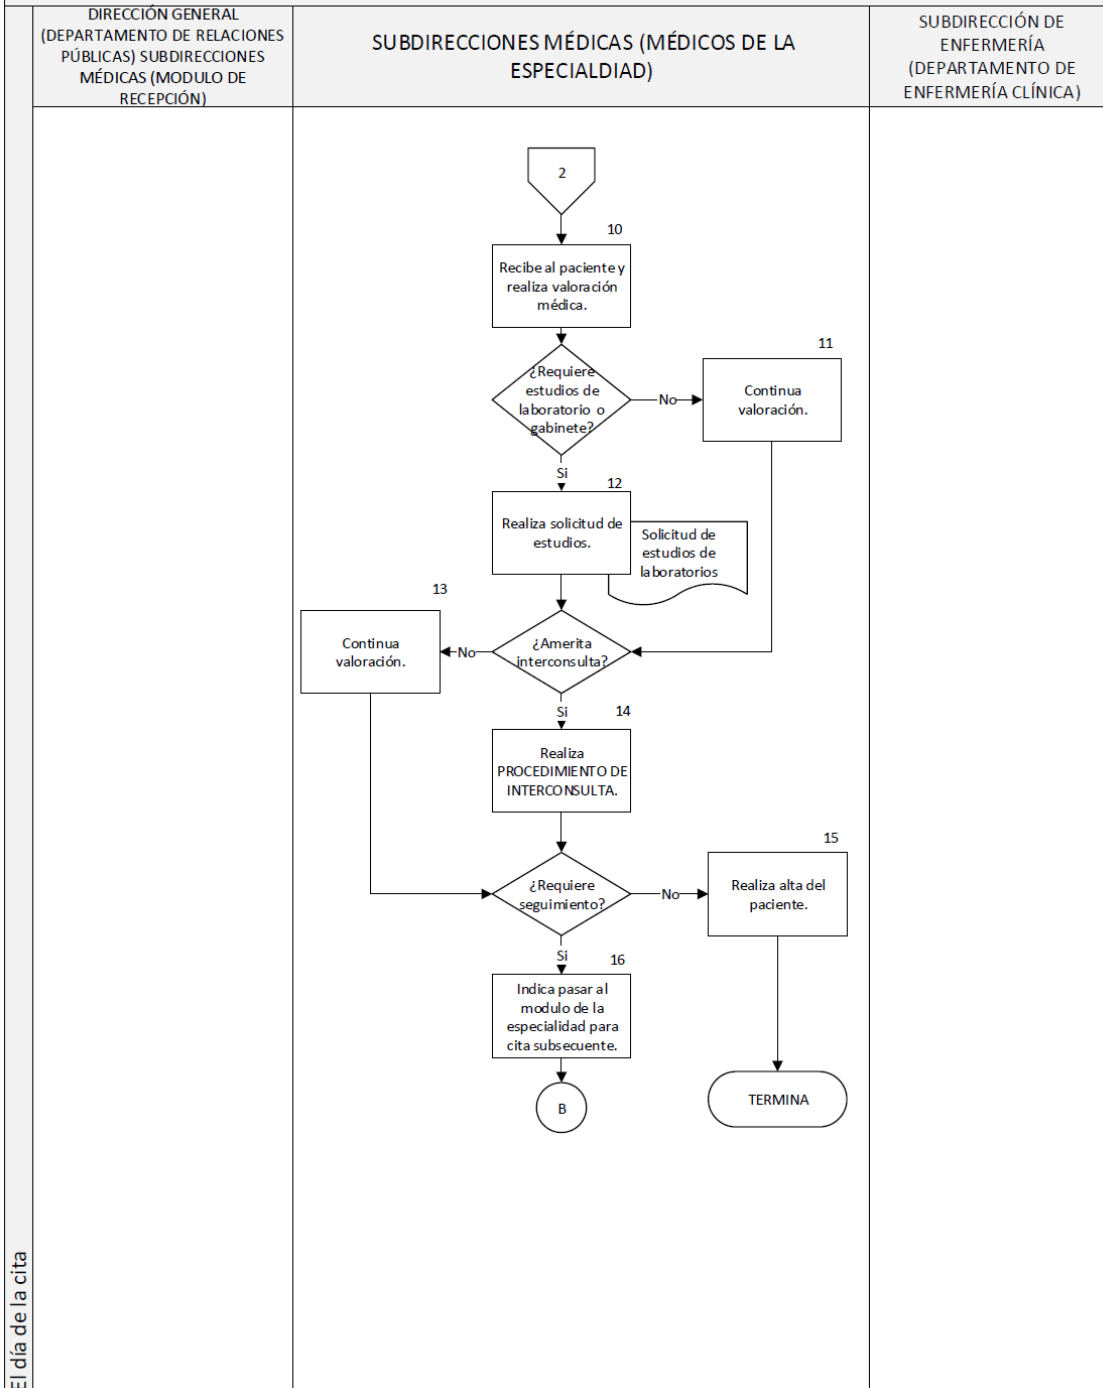 DIRECCIÓN GENERAL
(DEPARTAMENTO DE RELACIONES
PÚBLICAS) SUBDIRECCIONES
MÉDICAS (MODULO DE
RECEPCIÓN)
SUBDIRECCIONES MÉDICAS (MÉDICOS DE LA
ESPECIALDIAD)
SUBDIRECCIÓN DE
ENFERMERÍA
(DEPARTAMENTO DE
ENFERMERÍA CLÍNICA)
2
10
Recibe al paciente y
realiza valoración
médica.
¿Requiere
estudios de
laboratorio o
gabinete?
No
11
Continua
valoración.
Si
12
Realiza solicitud de
estudios.
Solicitud de
estudios de
laboratorios
13
Continua
valoración.
No
¿Amerita
interconsulta?
Si
14
Realiza
PROCEDIMIENTO DE
INTERCONSULTA.
¿Requiere
seguimiento?
No
15
Realiza alta del
paciente.
Si
16
Indica pasar al
modulo de la
especialidad para
cita subsecuente.
B
TERMINA
El día de la cita